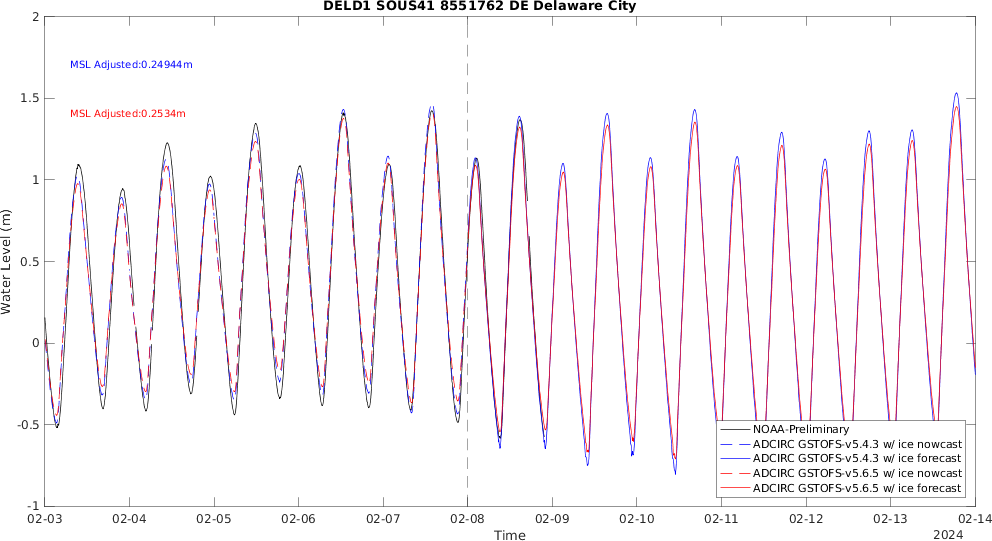 DELD1 SOUS41 8551762 DE Delaware City
2
MSL Adjusted:0.24944m
1.5
MSL Adjusted:0.2534m
1
0.5
0
-0.5
-1
Water Level (m)
NOAA-Preliminary
ADCIRC GSTOFS-v5.4.3 w/ ice nowcast
ADCIRC GSTOFS-v5.4.3 w/ ice forecast
ADCIRC GSTOFS-v5.6.5 w/ ice nowcast
ADCIRC GSTOFS-v5.6.5 w/ ice forecast
02-03 02-04 02-05 02-06 02-07 02-08 02-09 02-10 02-11 02-12 02-13 02-14
Time
2024